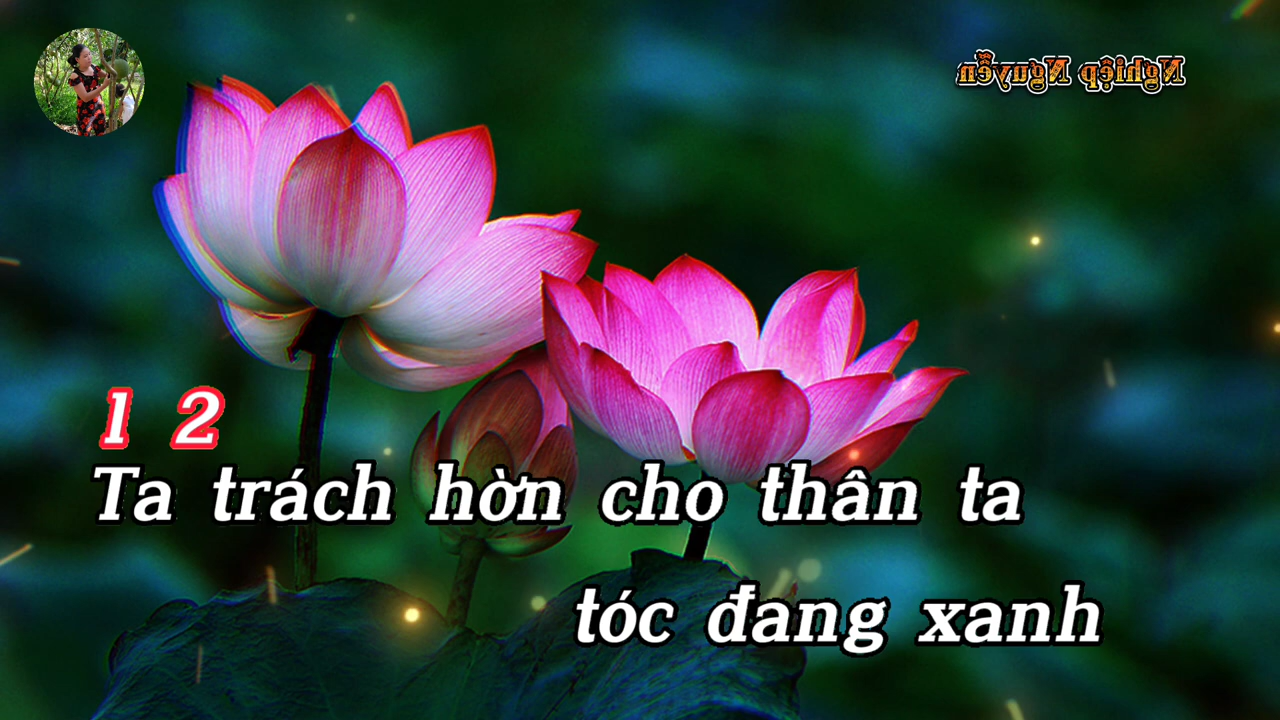 Nghiệp Nguyễn
1 2
Ta trách hờn cho thân ta
tóc đang xanh